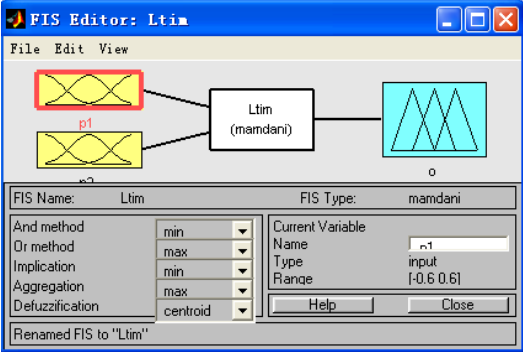 FIS Editor: Ltim
File Edit View
p1
Ltim
(mamdani)
p2
o
FIS Name: Ltim FIS Type: mamdani
And method min
Or method max
Implication min
Aggregation max
Defuzzification centroid
Current Variable
Name p1
Type input
Range [-0.6 0.6]
Help Close
Renamed FIS to "Ltim"